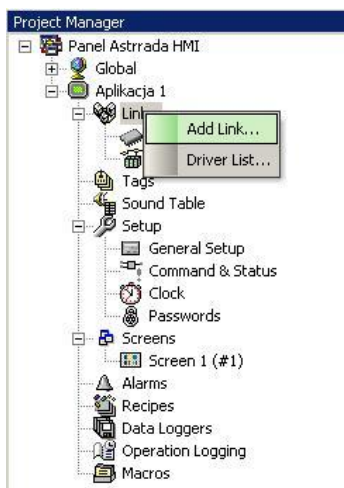 Project Manager
Panel Astrrada HMI
Global
Aplikacja 1
Link
Add Link...
Driver List...
Tags
Sound Table
Setup
General Setup
Command & Status
Clock
Passwords
Screens
Screen 1 (#1)
Alarms
Recipes
Data Loggers
Operation Logging
Macros